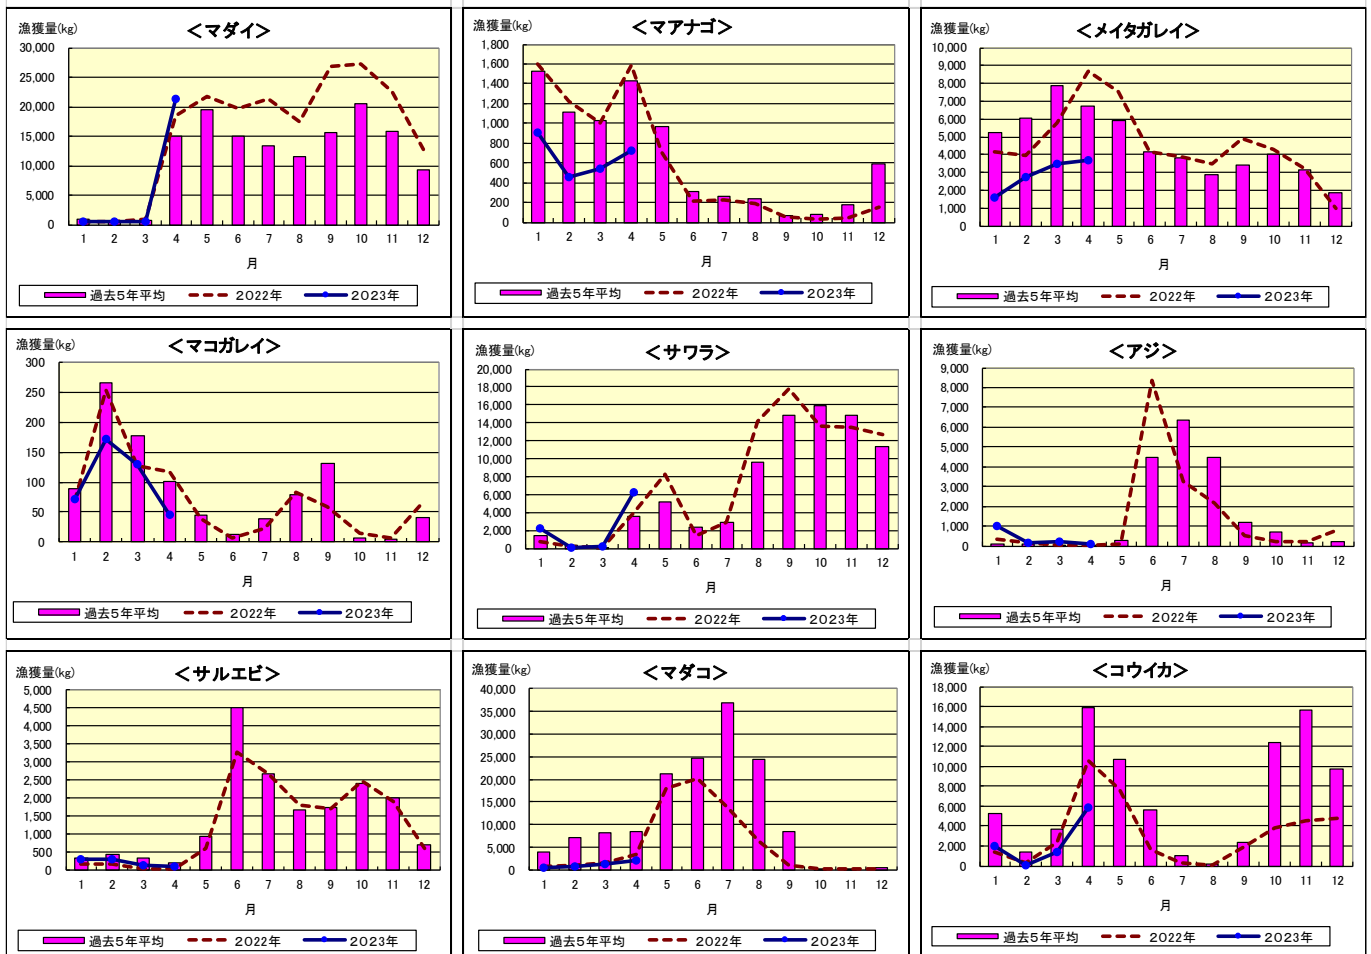 漁獲量(kg)
＜マダイ＞
30,000
25,000
20,000
15,000
10,000
5,000
0
1 2 3 4 5 6 7 8 9 10 11 12
月
過去5年平均 2022年 2023年
漁獲量(kg)
＜マアナゴ＞
1,800
1,600
1,400
1,200
1,000
800
600
400
200
0
1 2 3 4 5 6 7 8 9 10 11 12
月
過去5年平均 2022年 2023年
漁獲量(kg)
＜メイタガレイ＞
10,000
9,000
8,000
7,000
6,000
5,000
4,000
3,000
2,000
1,000
0
1 2 3 4 5 6 7 8 9 10 11 12
月
過去5年平均 2022年 2023年
漁獲量(kg)
＜マコガレイ＞
300
250
200
150
100
50
0
1 2 3 4 5 6 7 8 9 10 11 12
月
過去5年平均 2022年 2023年
漁獲量(kg)
＜サワラ＞
20,000
18,000
16,000
14,000
12,000
10,000
8,000
6,000
4,000
2,000
0
1 2 3 4 5 6 7 8 9 10 11 12
月
過去5年平均 2022年 2023年
漁獲量(kg)
＜アジ＞
9,000
8,000
7,000
6,000
5,000
4,000
3,000
2,000
1,000
0
1 2 3 4 5 6 7 8 9 10 11 12
月
過去5年平均 2022年 2023年
漁獲量(kg)
＜サルエビ＞
5,000
4,500
4,000
3,500
3,000
2,500
2,000
1,500
1,000
500
0
1 2 3 4 5 6 7 8 9 10 11 12
月
過去5年平均 2022年 2023年
漁獲量(kg)
＜マダコ＞
40,000
35,000
30,000
25,000
20,000
15,000
10,000
5,000
0
1 2 3 4 5 6 7 8 9 10 11 12
月
過去5年平均 2022年 2023年
漁獲量(kg)
＜コウイカ＞
18,000
16,000
14,000
12,000
10,000
8,000
6,000
4,000
2,000
0
1 2 3 4 5 6 7 8 9 10 11 12
月
過去5年平均 2022年 2023年